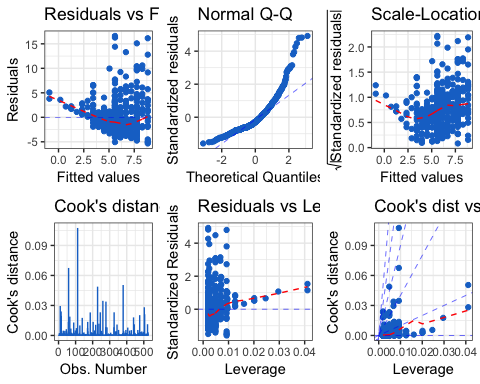 Residuals vs F
Residuals
15
10
5
0
-5
0.0 2.5 5.0 7.5
Fitted values
Normal Q-Q
Standardized residuals
4
2
0
-2 0 2
Theoretical Quantiles
Scale-Location
√|Standardized residuals|
2.0
1.5
1.0
0.5
0.0
0.0 2.5 5.0 7.5
Fitted values
Cook's distan
Cook's distance
0.09
0.06
0.03
0.00
0 100 200 300 400 500
Obs. Number
Residuals vs Le
Standardized Residuals
4
2
0
0.00 0.01 0.02 0.03 0.04
Leverage
Cook's dist vs
Cook's distance
0.09
0.06
0.03
0.00
0.00 0.01 0.02 0.03 0.04
Leverage